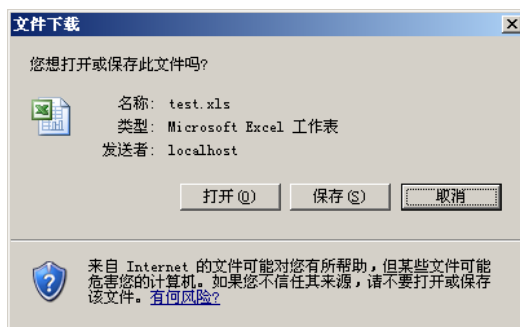 文件下载
您想打开或保存此文件吗?
名称: test.xls
类型: Microsoft Excel 工作表
发送者: localhost
打开(O) 保存(S) 取消
来自 Internet 的文件可能对您有所帮助，但某些文件可能
危害您的计算机。如果您不信任其来源，请不要打开或保存
该文件。有何风险?